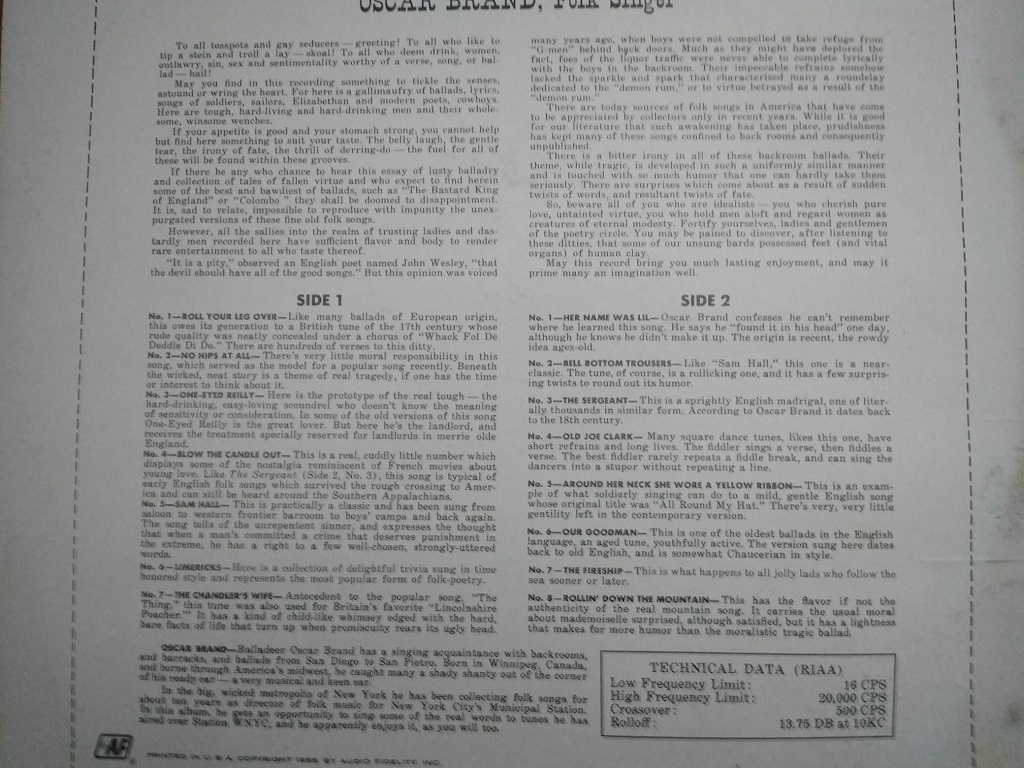 OSCAR BRAND, Folk Singer
To all tosspots and gay seducers — greeting! To all who like to
tip a stein and troll a lay — skoal! To all who deem drink, women,
outlawry, sin, sex and sentimentality worthy of a verse, song, or bal-
lad — hail!
May you find in this recording something to tickle the senses,
astound or wring the heart. For here is a gallimaufry of ballads, lyrics,
songs of soldiers, sailors, Elizabethan and modern poets, cowboys.
Here are tough, hard-living and hard-drinking men and their whole-
some, winsome wenches.
If your appetite is good and your stomach strong, you cannot help
but find here something to suit your taste. The belly laugh, the gentle
tear, the irony of fate, the thrill of derring-do — the fuel for all of
these will be found within these grooves.
If there be any who chance to hear this essay of lusty balladry
and collection of tales of fallen virtue and who expect to find herein
some of the best and bawdiest of ballads, such as "The Bastard King
of England" or "Colombo " they shall be doomed to disappointment.
It is, sad to relate, impossible to reproduce with impunity the unex-
purgated versions of these fine old folk songs.
However, all the sallies into the realm of trusting ladies and das-
tardly men recorded here have sufficient flavor and body to render
rare entertainment to all who taste thereof.
"It is a pity," observed an English poet named John Wesley, "that
the devil should have all of the good songs." But this opinion was voiced
many years ago, when boys were not compelled to take refuge from
"G-men" behind back doors. Much as they might have deplored the
fact, foes of the liquor traffic were never able to complete lyrically
with the boys in the backroom. Their impeccable refrains somehow
lacked the sparkle and spark that characterized many a roundelay
dedicated to the "demon rum," or to virtue betrayed as a result of the
"demon rum."
There are today sources of folk songs in America that have come
to be appreciated by collectors only in recent years. While it is good
for our literature that such awakening has taken place, prudishness
has kept many of these songs confined to back rooms and consequently
unpublished.
There is a bitter irony in all of these backroom ballads. Their
theme, while tragic, is developed in such a uniformly similar manner
and is touched with so much humor that one can hardly take them
seriously. There are surprises which come about as a result of sudden
twists of words, and resultant twists of fate.
So, beware all of you who are idealists — you who cherish pure
love, untainted virtue, you who hold men aloft and regard women as
creatures of eternal modesty. Fortify yourselves, ladies and gentlemen
of the poetry circle. You may be pained to discover, after listening to
these ditties, that some of our unsung bards possessed feet (and vital
organs) of human clay.
May this record bring you much lasting enjoyment, and may it
prime many an imagination well.
SIDE 1
No. 1—ROLL YOUR LEG OVER—Like many ballads of European origin,
this owes its generation to a British tune of the 17th century whose
rude quality was neatly concealed under a chorus of "Whack Fol De
Deddle Di Do." There are hundreds of verses to this ditty.
No. 2—NO HIPS AT ALL— There's very little moral responsibility in this
song, which served as the model for a popular song recently. Beneath
the wicked, neat story is a theme of real tragedy, if one has the time
or interest to think about it.
No. 3—ONE-EYED REILLY— Here is the prototype of the real tough — the
hard-drinking, easy-loving scoundrel who doesn't know the meaning
of sensitivity or consideration. In some of the old versions of this song
One-Eyed Reilly is the great lover. But here he's the landlord, and
receives the treatment specially reserved for landlords in merrie olde
England.
No. 4—BLOW THE CANDLE OUT— This is a real, cuddly little number which
displays some of the nostalgia reminiscent of French movies about
young love. Like The Sergeant (Side 2, No. 3), this song is typical of
early English folk songs which survived the rough crossing to Amer-
ica and can still be heard around the Southern Appalachians.
No. 5—SAM HALL— This is practically a classic and has been sung from
saloon to western frontier barroom to boys' camps and back again.
The song tells of the unrepentent sinner, and expresses the thought
that when a man's committed a crime that deserves punishment in
the extreme, he has a right to a few well-chosen, strongly-uttered
words.
No. 6—LIMERICKS— Here is a collection of delightful trivia sung in time
honored style and represents the most popular form of folk-poetry.
No. 7—THE CHANDLER'S WIFE— Antecedent to the popular song, "The
Thing," this tune was also used for Britain's favorite "Lincolnshire
Poacher." It has a kind of child-like whimsey edged with the hard,
bare facts of life that turn up when promiscuity rears its ugly head.
SIDE 2
No. 1—HER NAME WAS LIL—Oscar Brand confesses he can't remember
where he learned this song. He says he "found it in his head" one day,
although he knows he didn't make it up. The origin is recent, the rowdy
idea ages-old.
No. 2—BELL BOTTOM TROUSERS— Like "Sam Hall," this one is a near-
classic. The tune, of course, is a rollicking one, and it has a few surpris-
ing twists to round out its humor.
No. 3—THE SERGEANT— This is a sprightly English madrigal, one of liter-
ally thousands in similar form. According to Oscar Brand it dates back
to the 18th century.
No. 4—OLD JOE CLARK— Many square dance tunes, likes this one, have
short refrains and long lives. The fiddler sings a verse, then fiddles a
verse. The best fiddler rarely repeats a fiddle break, and can sing the
dancers into a stupor without repeating a line.
No. 5—AROUND HER NECK SHE WORE A YELLOW RIBBON— This is an exam-
ple of what soldierly singing can do to a mild, gentle English song
whose original title was "All Round My Hat." There's very, very little
gentility left in the contemporary version.
No. 6—OUR GOODMAN— This is one of the oldest ballads in the English
language, an aged tune, youthfully active. The version sung here dates
back to old English, and is somewhat Chaucerian in style.
No. 7—THE FIRESHIP— This is what happens to all jolly lads who follow the
sea sooner or later.
No. 8—ROLLIN' DOWN THE MOUNTAIN— This has the flavor if not the
authenticity of the real mountain song. It carries the usual moral
about mademoiselle surprised, although satisfied, but it has a lightness
that makes for more humor than the moralistic tragic ballad.
OSCAR BRAND—Balladeer Oscar Brand has a singing acquaintance with backrooms,
and barracks, and ballads from San Diego to San Pietro. Born in Winnipeg, Canada,
and borne through America's midwest, he caught many a shady shanty out of the corner
of his ready ear — a very musical and keen ear.
In the big, wicked metropolis of New York he has been collecting folk songs for
about ten years as director of folk music for New York City's Municipal Station.
In this album, he gets an opportunity to sing some of the real words to tunes he has
aired over Station WNYC, and he apparently enjoys it, as you will too.
TECHNICAL DATA (RIAA)
Low Frequency Limit: 16 CPS
High Frequency Limit: 20,000 CPS
Crossover: 500 CPS
Rolloff: 13.75 DB at 10KC
AF
PRINTED IN U. S. A. COPYRIGHT BY AUDIO FIDELITY, INC.